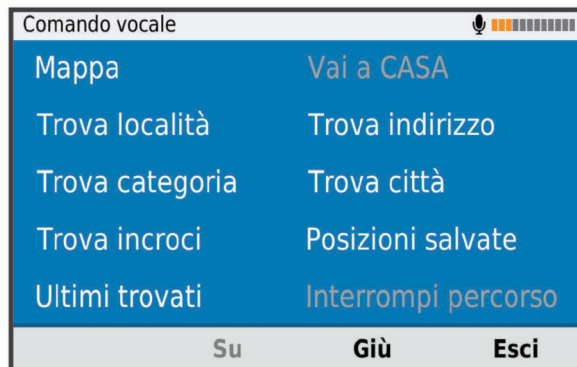 Comando vocale
Mappa Vai a CASA
Trova località Trova indirizzo
Trova categoria Trova città
Trova incroci Posizioni salvate
Ultimi trovati Interrompi percorso
Su Giù Esci